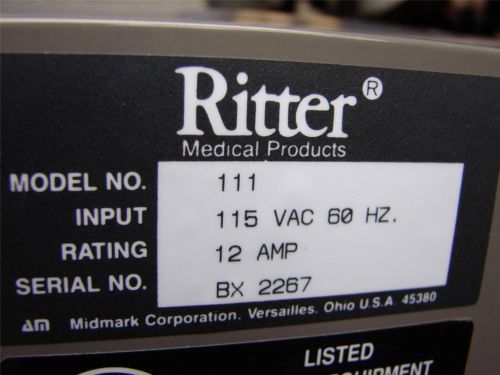 Ritter®
Medical Products
MODEL NO. 111
INPUT 115 VAC 60 HZ.
RATING 12 AMP
SERIAL NO. BX 2267
am Midmark Corporation, Versailles, Ohio U.S.A. 45380
LISTED